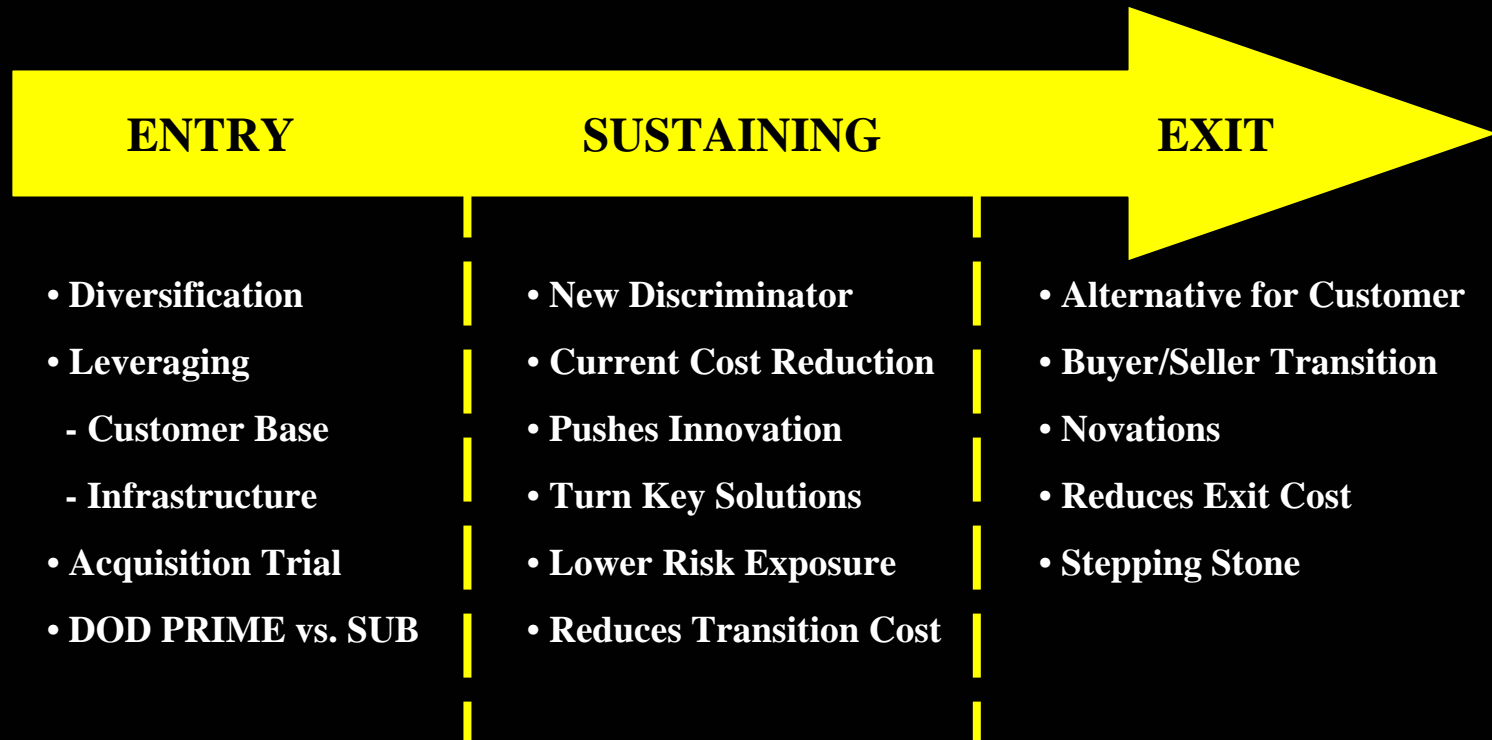 ENTRY
SUSTAINING
EXIT
• Diversification
• Leveraging
- Customer Base
- Infrastructure
• Acquisition Trial
• DOD PRIME vs. SUB
• New Discriminator
• Current Cost Reduction
• Pushes Innovation
• Turn Key Solutions
• Lower Risk Exposure
• Reduces Transition Cost
• Alternative for Customer
• Buyer/Seller Transition
• Novations
• Reduces Exit Cost
• Stepping Stone